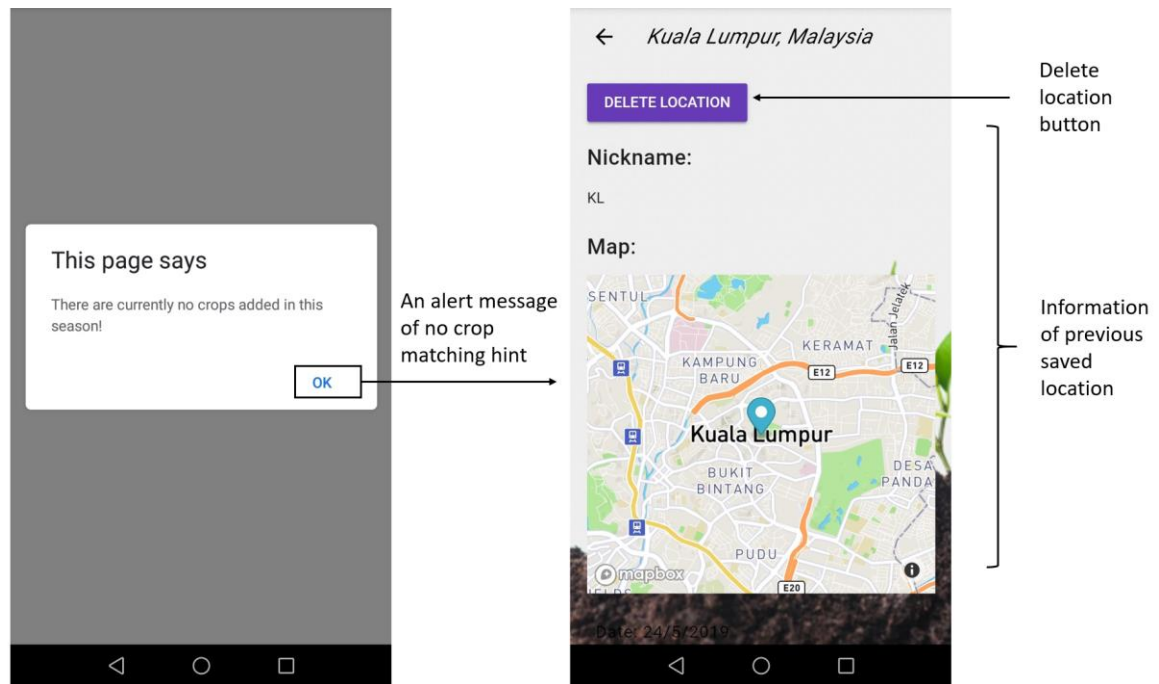 This page says
There are currently no crops added in this
season!
OK
An alert message
of no crop
matching hint
Kuala Lumpur, Malaysia
DELETE LOCATION
Nickname:
KL
Map:
SENTUL
Jalan Jelatek
KERAMAT
KAMPUNG
BARU
E12
E12
Kuala Lumpur
BUKIT
BINTANG
DESA
PANDA
PUDU
mapbox
E20
Date: 24/5/2019
Delete
location
button
Information
of previous
saved
location